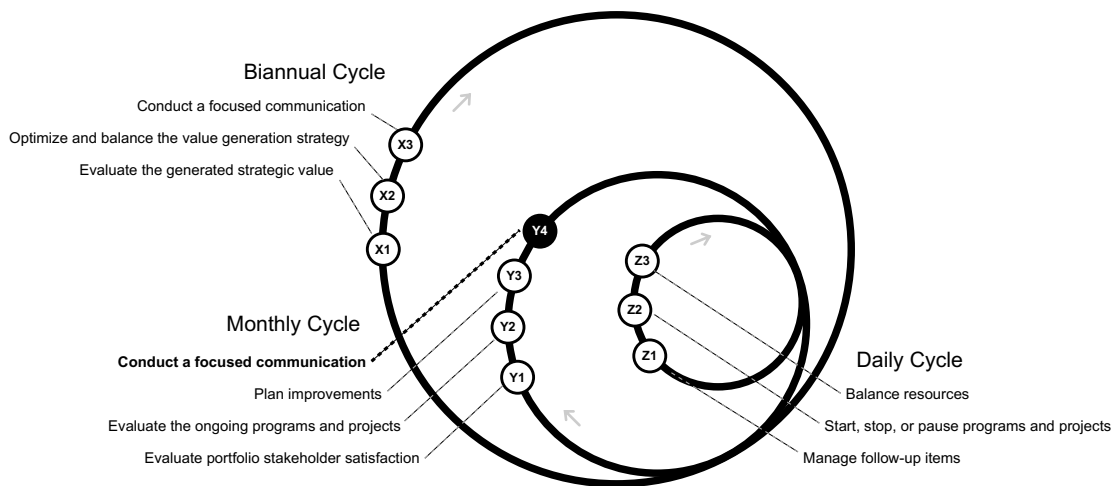 Biannual Cycle
Conduct a focused communication
Optimize and balance the value generation strategy
Evaluate the generated strategic value
X3
X2
X1
Monthly Cycle
Conduct a focused communication
Plan improvements
Evaluate the ongoing programs and projects
Evaluate portfolio stakeholder satisfaction
Y4
Y3
Y2
Y1
Z3
Z2
Z1
Daily Cycle
Balance resources
Start, stop, or pause programs and projects
Manage follow-up items